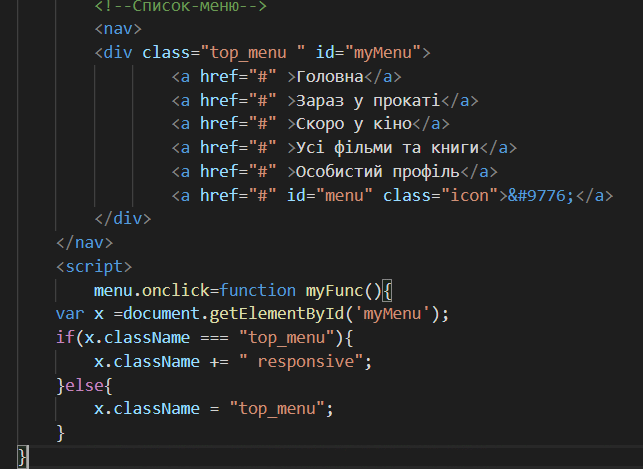 <!--Список-меню-->
<nav>
<div class="top_menu " id="myMenu">
<a href="#" >Головна</a>
<a href="#" >Зараз у прокаті</a>
<a href="#" >Скоро у кіно</a>
<a href="#" >Усі фільми та книги</a>
<a href="#" >Особистий профіль</a>
<a href="#" id="menu" class="icon">&#9776;</a>
</div>
</nav>
<script>
menu.onclick=function myFunc(){
var x =document.getElementById('myMenu');
if(x.className === "top_menu"){
x.className += " responsive";
}else{
x.className = "top_menu";
}
}